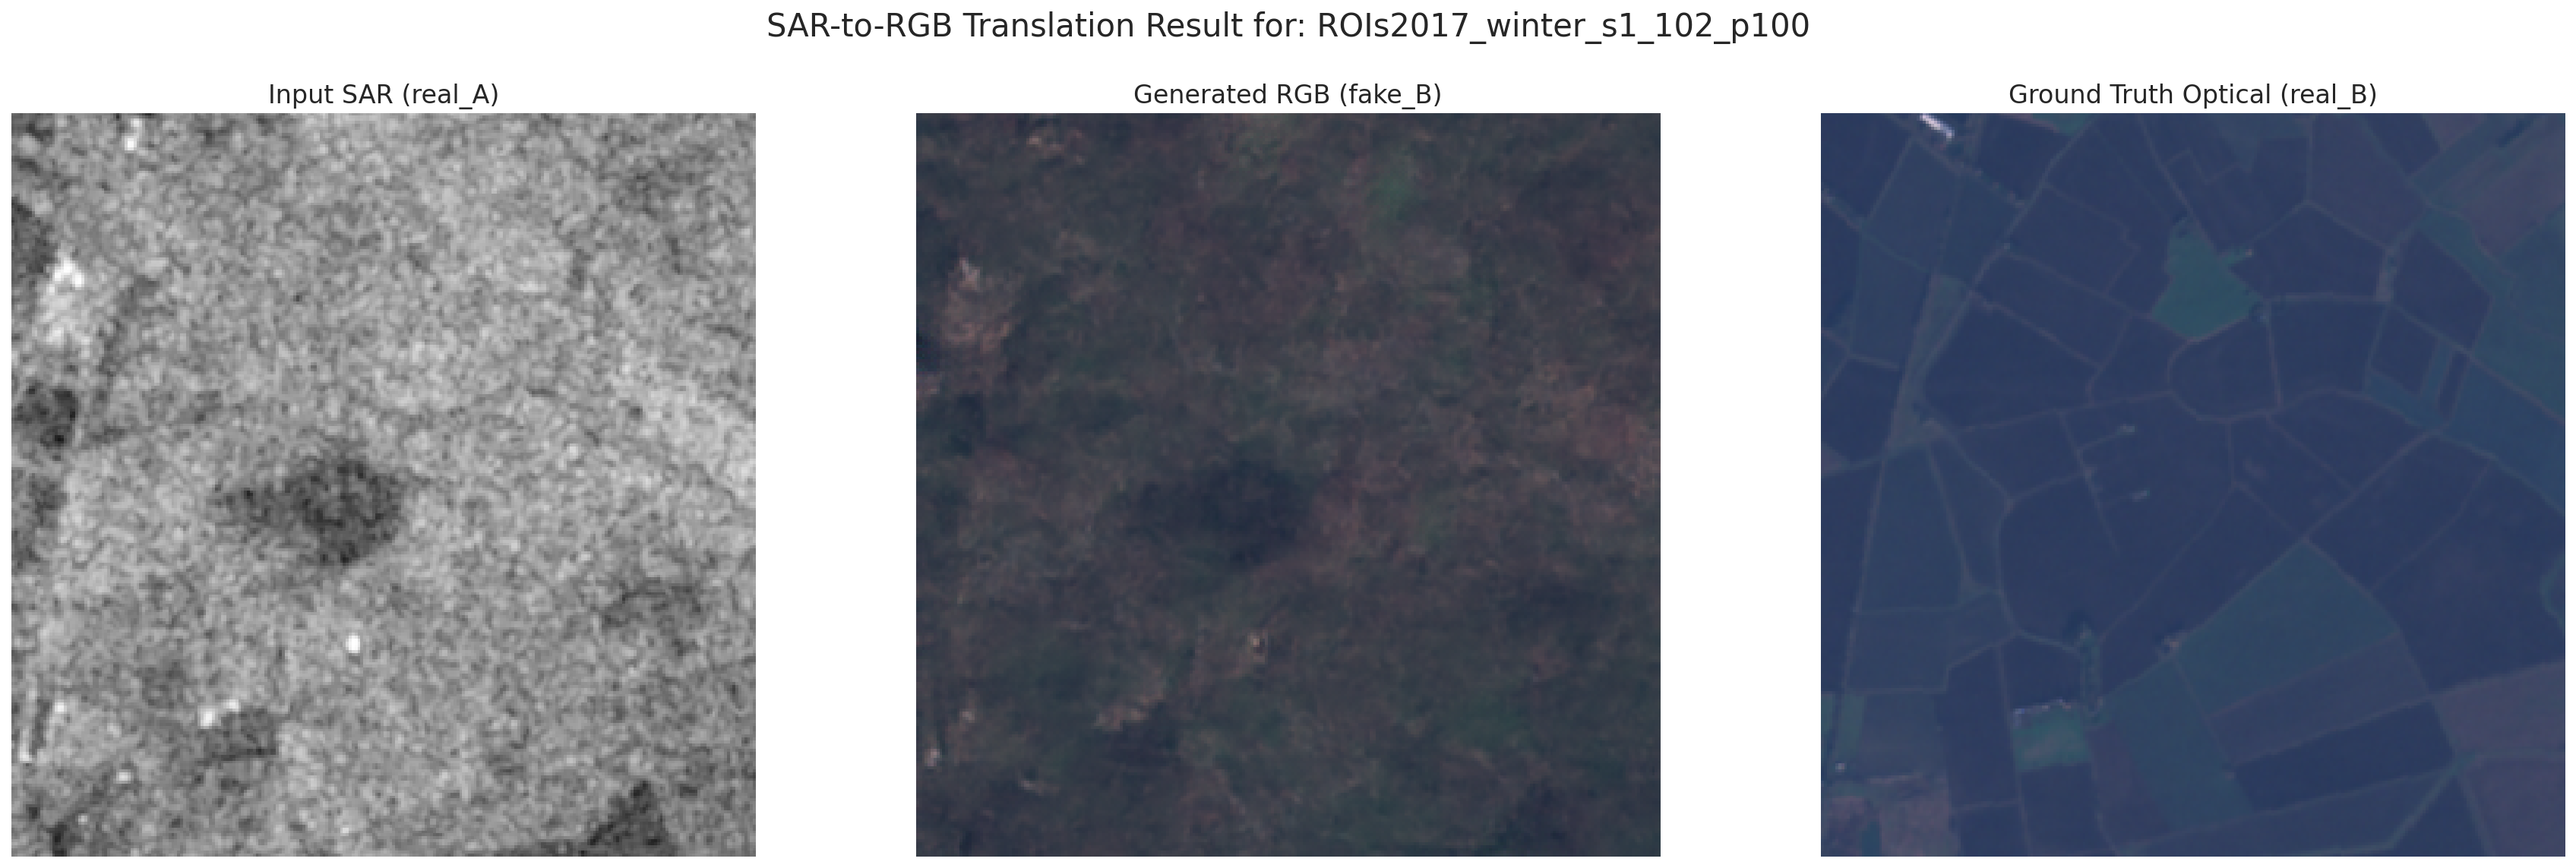 SAR-to-RGB Translation Result for: ROIs2017_winter_s1_102_p100
Input SAR (real_A)
Generated RGB (fake_B)
Ground Truth Optical (real_B)